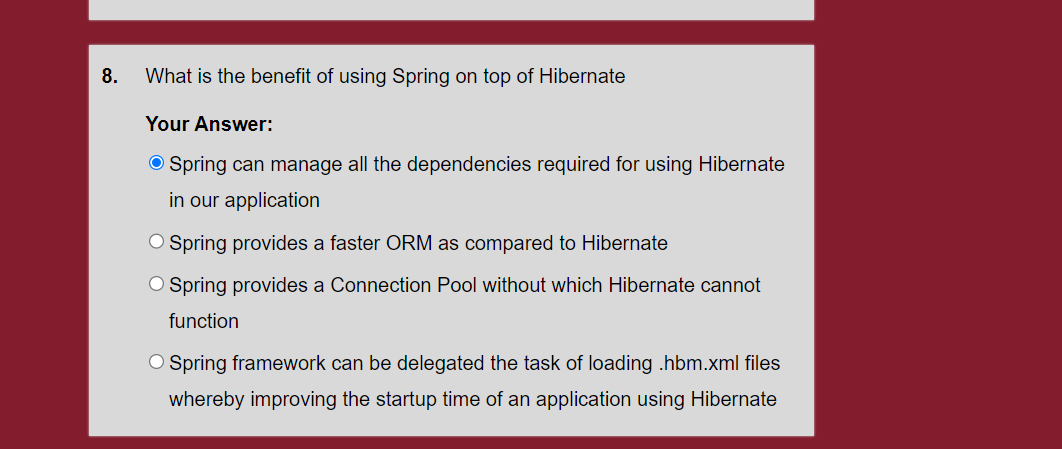 8. What is the benefit of using Spring on top of Hibernate
Your Answer:
Spring can manage all the dependencies required for using Hibernate
in our application
Spring provides a faster ORM as compared to Hibernate
Spring provides a Connection Pool without which Hibernate cannot
function
Spring framework can be delegated the task of loading .hbm.xml files
whereby improving the startup time of an application using Hibernate